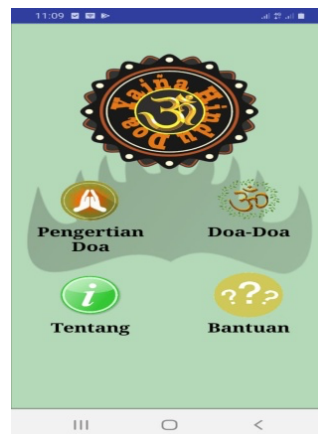 11:09
Doa Yajña Hindu
ॐ
ॐ
Pengertian
Doa
Doa-Doa
i
???
Tentang
Bantuan